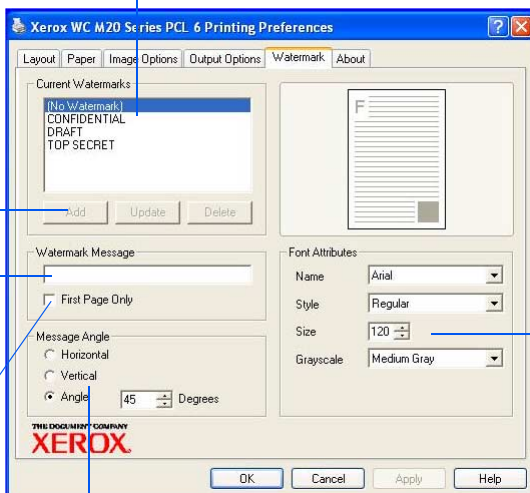 Xerox WC M20 Series PCL 6 Printing Preferences
Layout Paper Image Options Output Options Watermark About
Current Watermarks
(No Watermark)
CONFIDENTIAL
DRAFT
TOP SECRET
F
Add Update Delete
Watermark Message
First Page Only
Message Angle
Horizontal
Vertical
Angle 45 Degrees
Font Attributes
Name Arial
Style Regular
Size 120
Grayscale Medium Gray
THE DOCUMENT COMPANY
XEROX.
OK Cancel Apply Help